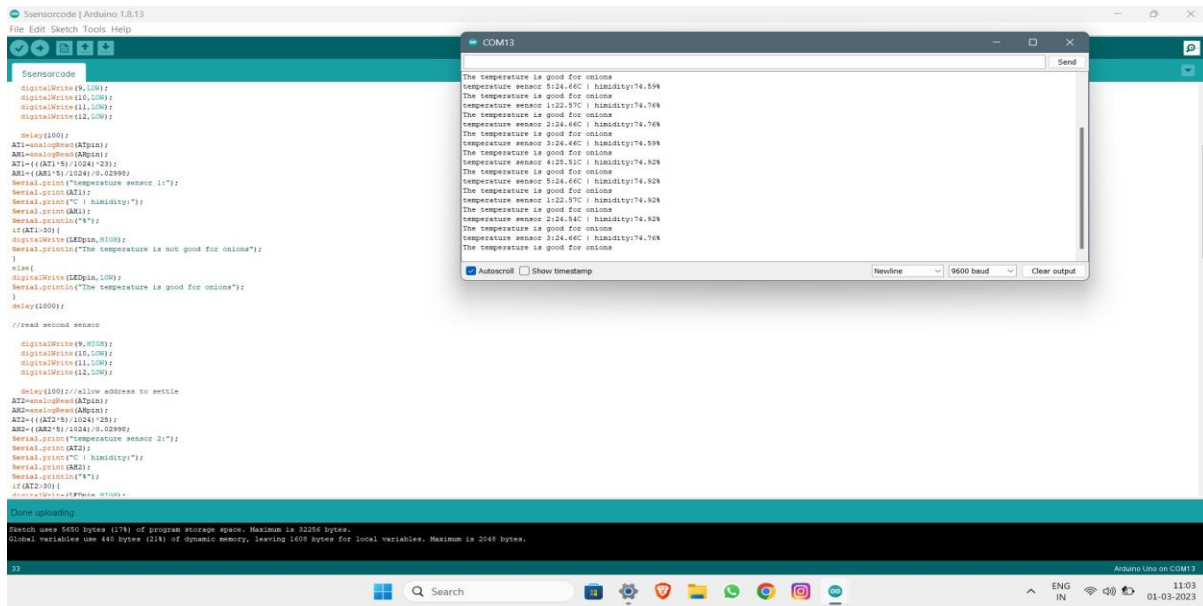 5sensorcode | Arduino 1.8.13
File Edit Sketch Tools Help
5sensorcode
digitalWrite(9,LOW);
digitalWrite(10,LOW);
digitalWrite(11,LOW);
digitalWrite(12,LOW);
delay(100);
AT1=analogRead(ATpin);
AH1=analogRead(AHpin);
AT1=(((AT1*5)/1024)*23);
AH1=((AH1*5)/1024)/0.02998;
Serial.print("temperature sensor 1:");
Serial.print(AT1);
Serial.print("C | himidity:");
Serial.print(AH1);
Serial.println("%");
if(AT1>30){
digitalWrite(LEDpin,HIGH);
Serial.println("The temperature is not good for onions");
}
else{
digitalWrite(LEDpin,LOW);
Serial.println("The temperature is good for onions");
}
delay(1000);
//read second sensor
digitalWrite(9,HIGH);
digitalWrite(10,LOW);
digitalWrite(11,LOW);
digitalWrite(12,LOW);
delay(100);//allow address to settle
AT2=analogRead(ATpin);
AH2=analogRead(AHpin);
AT2=(((AT2*5)/1024)*25);
AH2=((AH2*5)/1024)/0.02998;
Serial.print("temperature sensor 2:");
Serial.print(AT2);
Serial.print("C | himidity:");
Serial.print(AH2);
Serial.println("%");
if(AT2>30){
digitalWrite(LEDpin,HIGH);
COM13
Send
The temperature is good for onions
temperature sensor 5:24.66C | himidity:74.59%
The temperature is good for onions
temperature sensor 1:22.57C | himidity:74.76%
The temperature is good for onions
temperature sensor 2:24.66C | himidity:74.76%
The temperature is good for onions
temperature sensor 3:24.66C | himidity:74.59%
The temperature is good for onions
temperature sensor 4:25.51C | himidity:74.92%
The temperature is good for onions
temperature sensor 5:24.66C | himidity:74.92%
The temperature is good for onions
temperature sensor 1:22.57C | himidity:74.92%
The temperature is good for onions
temperature sensor 2:24.54C | himidity:74.92%
The temperature is good for onions
temperature sensor 3:24.66C | himidity:74.76%
The temperature is good for onions
Autoscroll Show timestamp Newline 9600 baud Clear output
Done uploading.
Sketch uses 5650 bytes (17%) of program storage space. Maximum is 32256 bytes.
Global variables use 440 bytes (21%) of dynamic memory, leaving 1608 bytes for local variables. Maximum is 2048 bytes.
33 Arduino Uno on COM13
Search
ENG
IN
11:03
01-03-2023